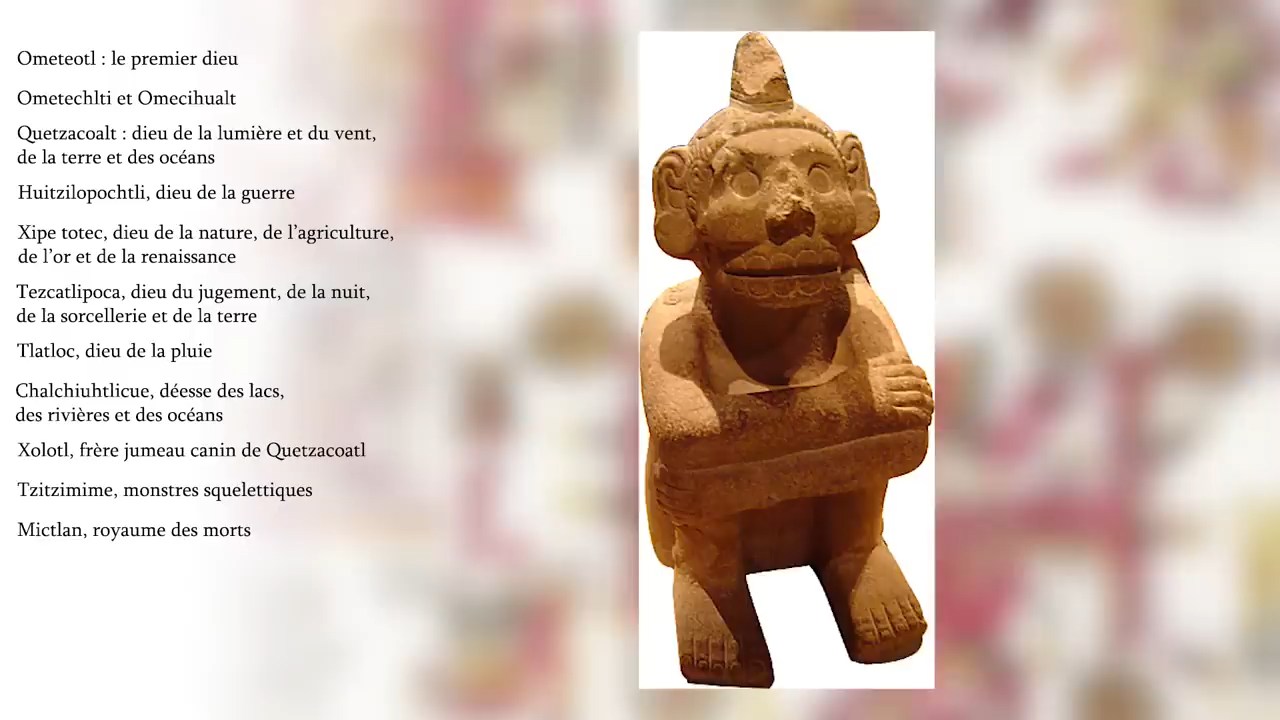 Ometeotl : le premier dieu
Ometechlti et Omecihualt
Quetzacoalt : dieu de la lumière et du vent,
de la terre et des océans
Huitzilopochtli, dieu de la guerre
Xipe totec, dieu de la nature, de l’agriculture,
de l’or et de la renaissance
Tezcatlipoca, dieu du jugement, de la nuit,
de la sorcellerie et de la terre
Tlatloc, dieu de la pluie
Chalchiuhtlicue, déesse des lacs,
des rivières et des océans
Xolotl, frère jumeau canin de Quetzacoatl
Tzitzimime, monstres squelettiques
Mictlan, royaume des morts